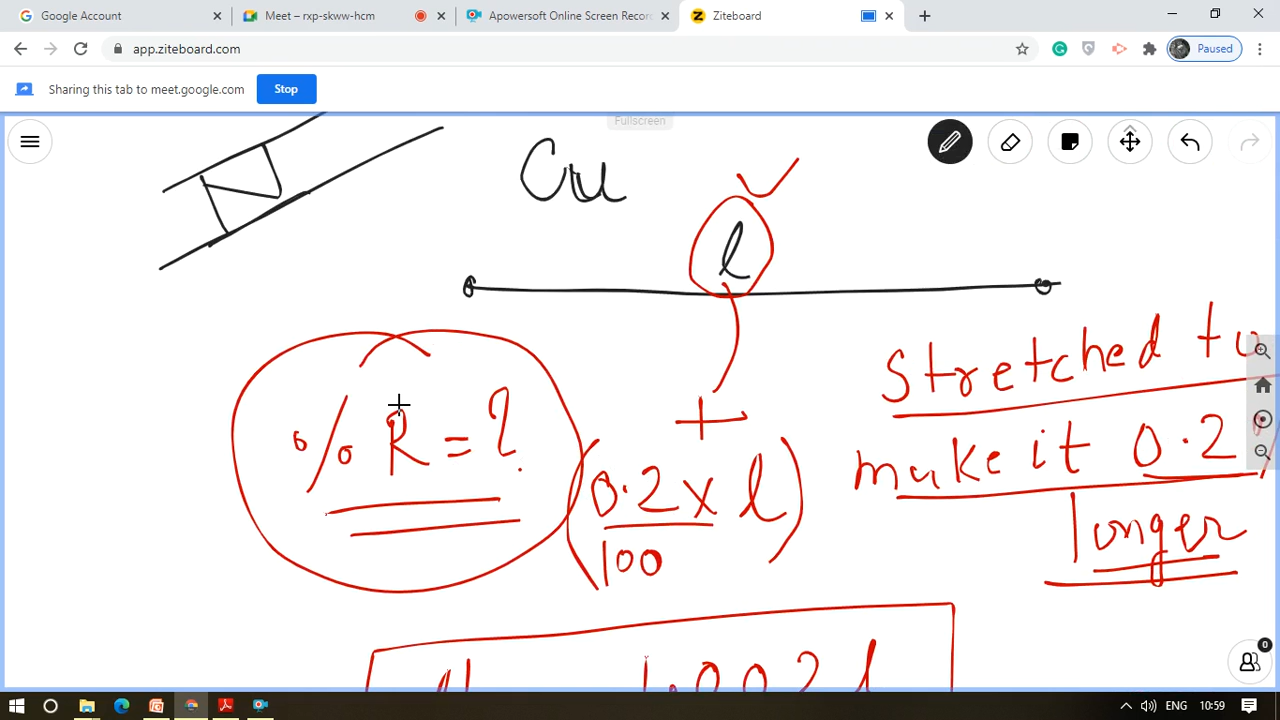 Google Account
Meet – rxp-skww-hcm
Apowersoft Online Screen Recor
Ziteboard
app.ziteboard.com
Paused
Sharing this tab to meet.google.com
Stop
Fullscreen
Cu
l
Stretched to
% R = ?
+
make it 0.2
(0.2 x l)
100
longer
1.002 l
0
ENG
10:59